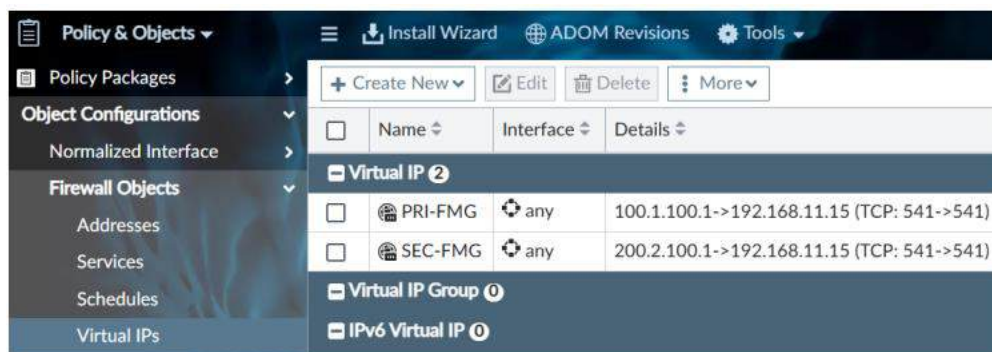 Policy & Objects
Install Wizard ADOM Revisions Tools
Policy Packages
+ Create New Edit Delete More
Object Configurations
Name Interface Details
Normalized Interface
Virtual IP 2
Firewall Objects
PRI-FMG any 100.1.100.1->192.168.11.15 (TCP: 541->541)
Addresses
SEC-FMG any 200.2.100.1->192.168.11.15 (TCP: 541->541)
Services
Virtual IP Group 0
Schedules
IPv6 Virtual IP 0
Virtual IPs